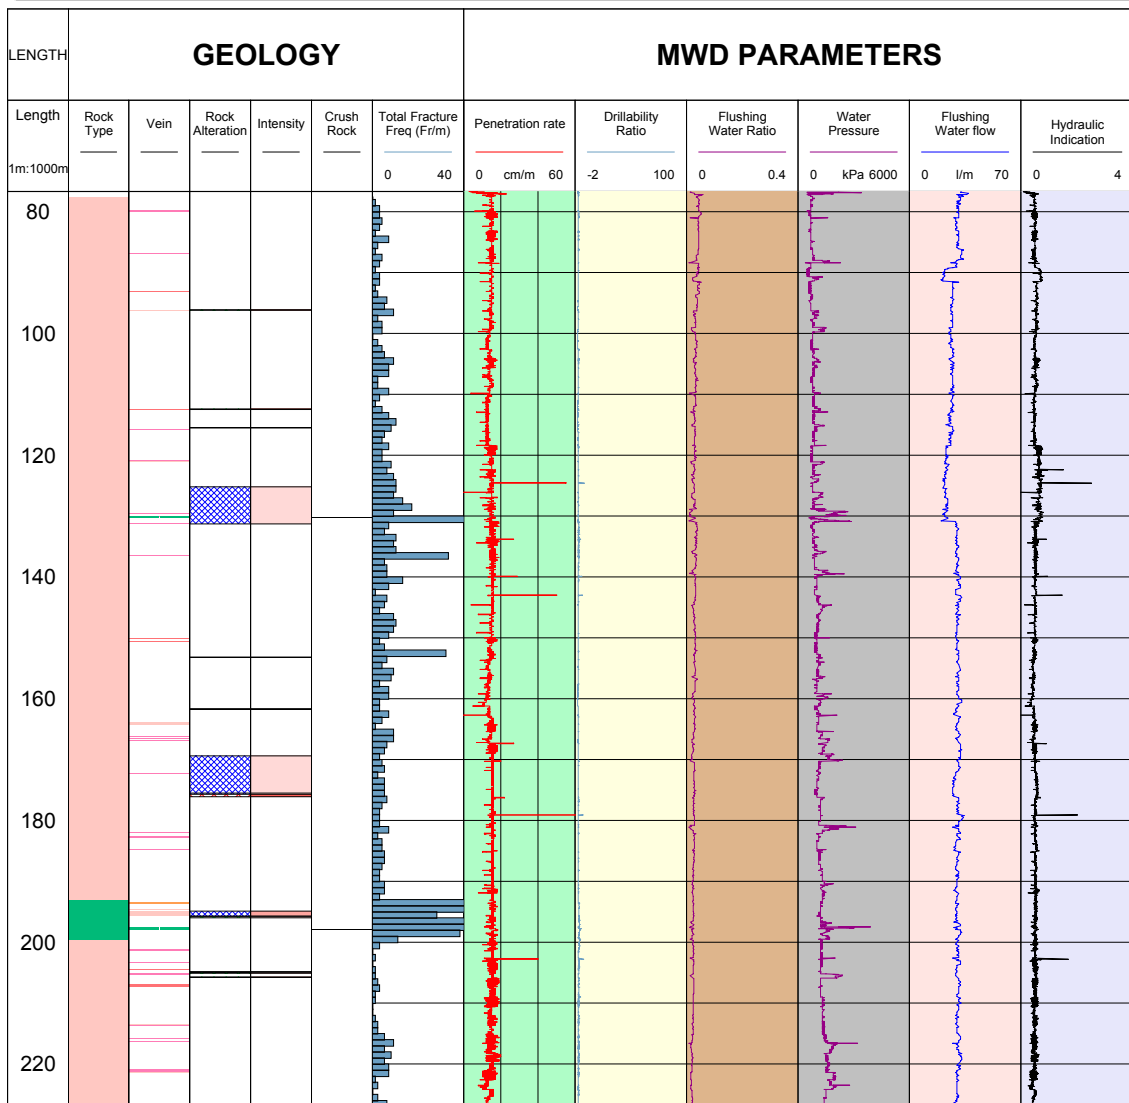 LENGTH
GEOLOGY
MWD PARAMETERS
Length
1m:1000m
Rock
Type
Vein
Rock
Alteration
Intensity
Crush
Rock
Total Fracture
Freq (Fr/m)
0 40
Penetration rate
0 cm/m 60
Drillability
Ratio
-2 100
Flushing
Water Ratio
0 0.4
Water
Pressure
0 kPa 6000
Flushing
Water flow
0 l/m 70
Hydraulic
Indication
0 4
80
100
120
140
160
180
200
220